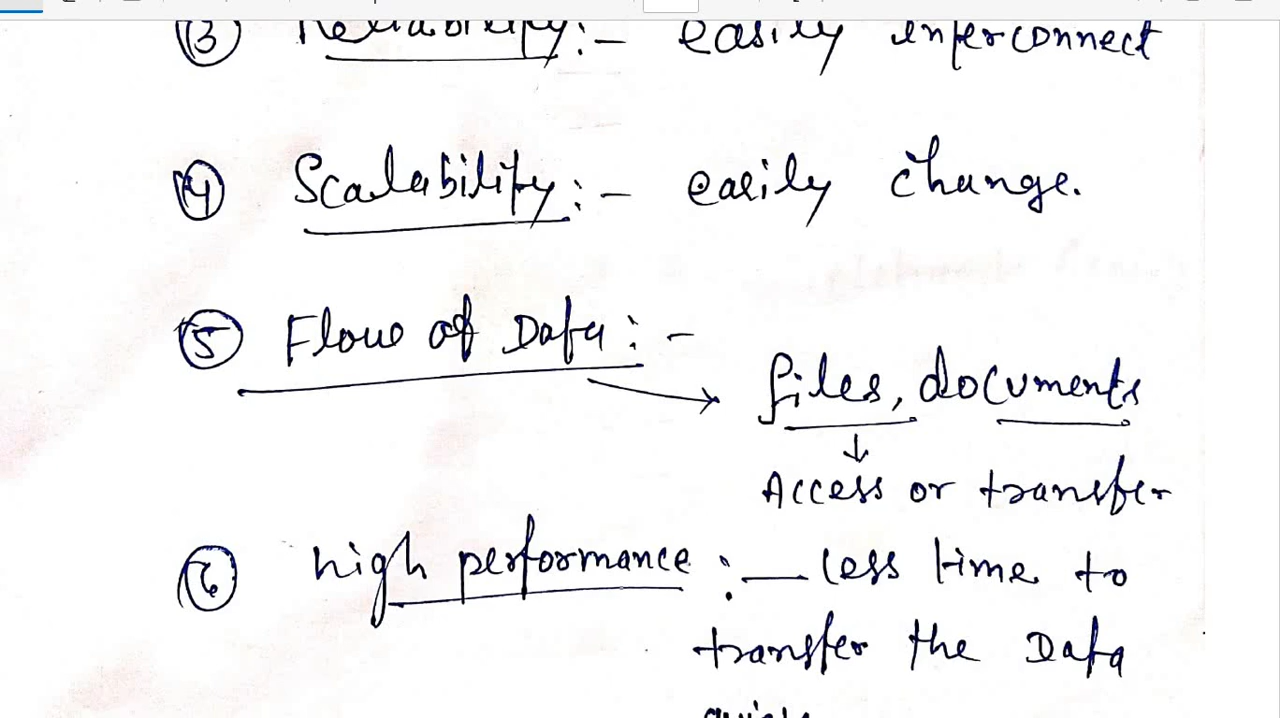 ③ Reliability:- easily interconnect
④ Scalability:- easily change.
⑤ Flow of Data:-
→ files, documents
↓
Access or transfer
⑥ high performance:— less time to
transfer the Data